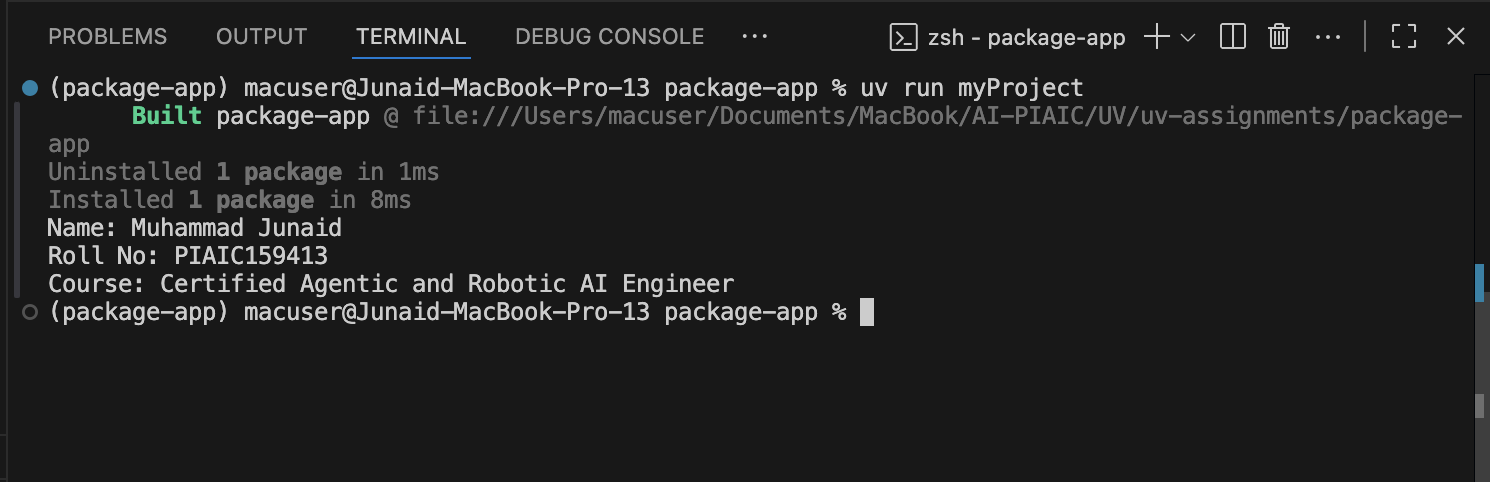 PROBLEMS OUTPUT TERMINAL DEBUG CONSOLE ··· zsh - package-app ···
(package-app) macuser@Junaid-MacBook-Pro-13 package-app % uv run myProject
Built package-app @ file:///Users/macuser/Documents/MacBook/AI-PIAIC/UV/uv-assignments/package-
app
Uninstalled 1 package in 1ms
Installed 1 package in 8ms
Name: Muhammad Junaid
Roll No: PIAIC159413
Course: Certified Agentic and Robotic AI Engineer
(package-app) macuser@Junaid-MacBook-Pro-13 package-app %